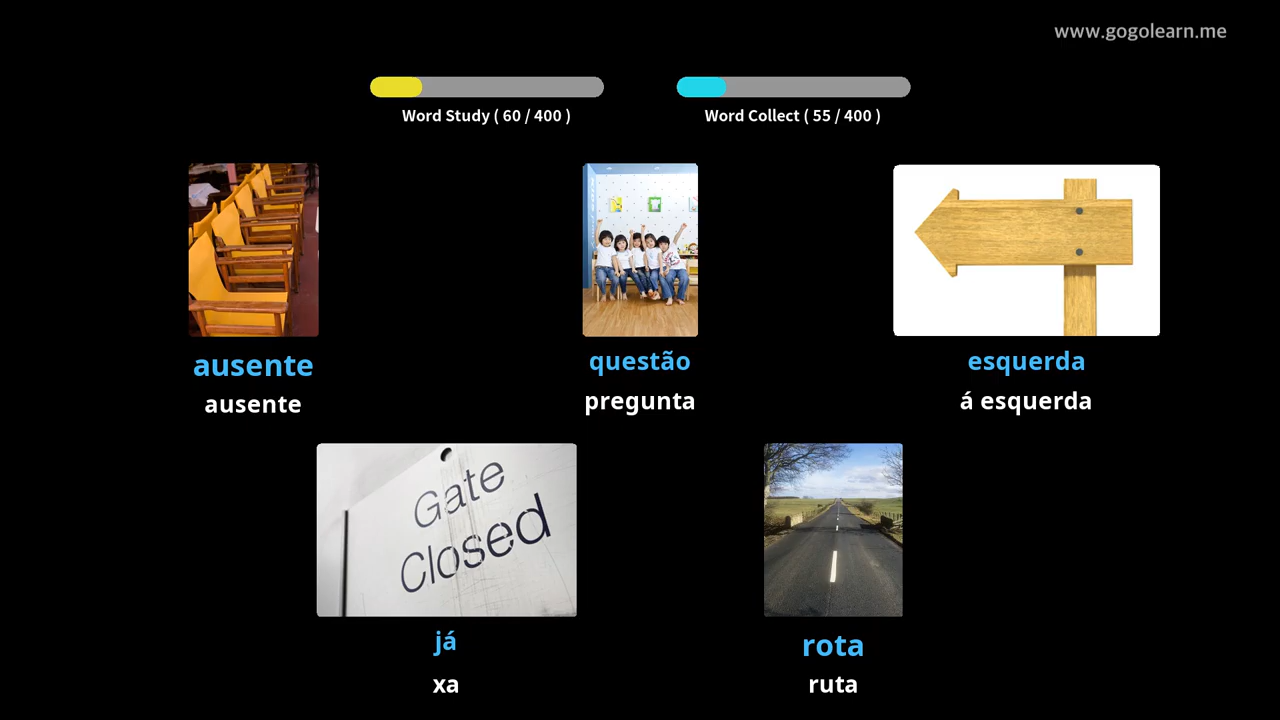 www.gogolearn.me
Word Study ( 60 / 400 )
Word Collect ( 55 / 400 )
ausente
ausente
questão
pregunta
esquerda
á esquerda
Gate
Closed
já
xa
rota
ruta